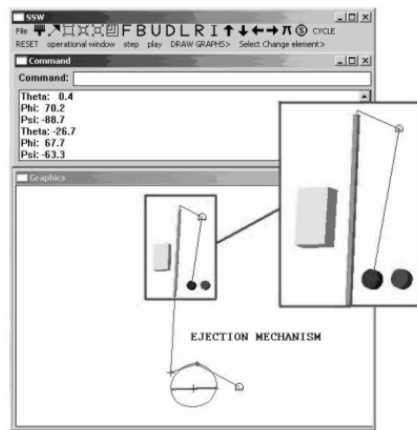 SSW
File F B U D L R I π S CYCLE
RESET operational window step play DRAW GRAPHS> Select Change element>
Command
Command:
Theta: 0.4
Phi: 70.2
Psi: -88.7
Theta: -26.7
Phi: 67.7
Psi: -63.3
Graphics
EJECTION MECHANISM